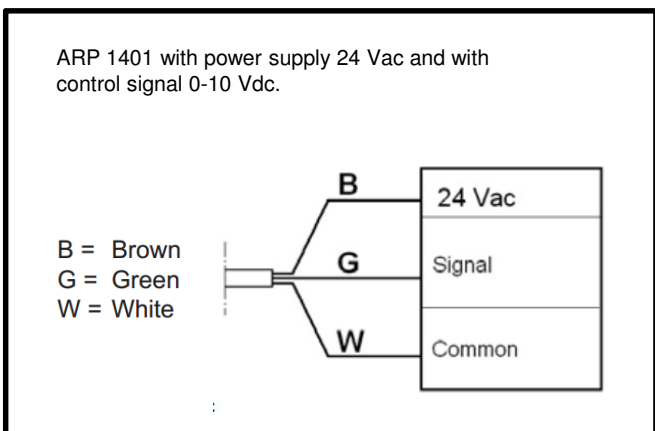 ARP 1401 with power supply 24 Vac and with
control signal 0-10 Vdc.
B = Brown
G = Green
W = White
B
24 Vac
G
Signal
W
Common
: